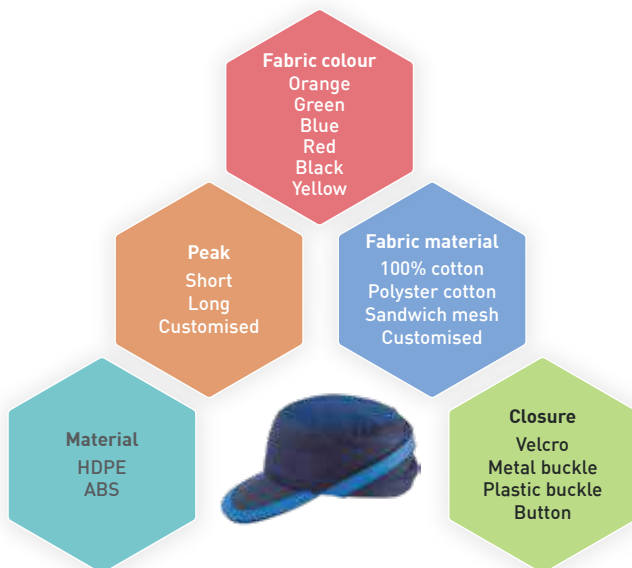 Fabric colour
Orange
Green
Blue
Red
Black
Yellow
Peak
Short
Long
Customised
Fabric material
100% cotton
Polyster cotton
Sandwich mesh
Customised
Material
HDPE
ABS
Closure
Velcro
Metal buckle
Plastic buckle
Button